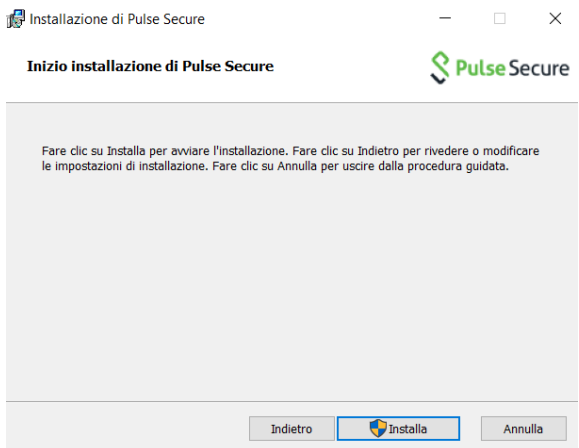 Installazione di Pulse Secure
Inizio installazione di Pulse Secure
Pulse Secure
Fare clic su Installa per avviare l'installazione. Fare clic su Indietro per rivedere o modificare
le impostazioni di installazione. Fare clic su Annulla per uscire dalla procedura guidata.
Indietro
Installa
Annulla